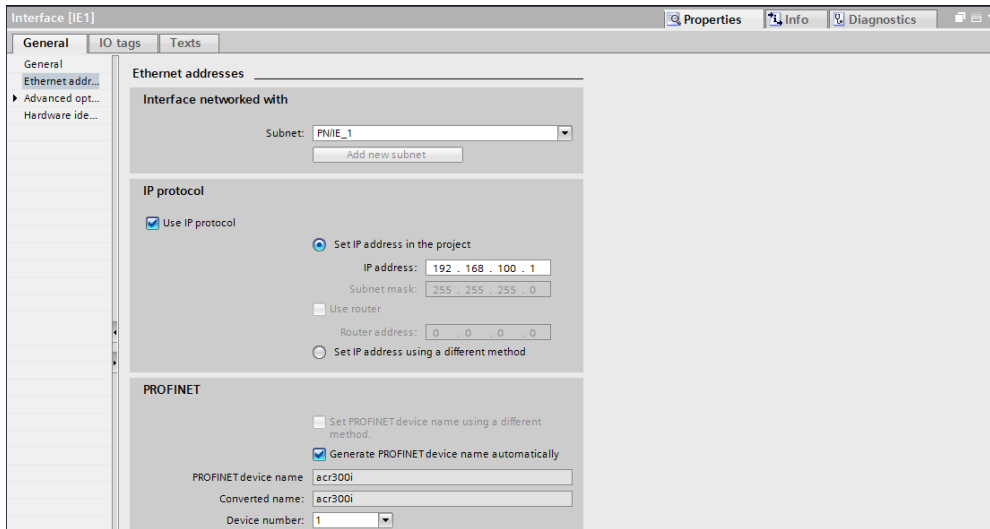 Interface [IE1]
Properties Info Diagnostics
General IO tags Texts
General
Ethernet addr...
Advanced opt...
Hardware ide...
Ethernet addresses
Interface networked with
Subnet: PN/IE_1
Add new subnet
IP protocol
Use IP protocol
Set IP address in the project
IP address: 192 . 168 . 100 . 1
Subnet mask: 255 . 255 . 255 . 0
Use router
Router address: 0 . 0 . 0 . 0
Set IP address using a different method
PROFINET
Set PROFINET device name using a different
method.
Generate PROFINET device name automatically
PROFINET device name acr300i
Converted name: acr300i
Device number: 1